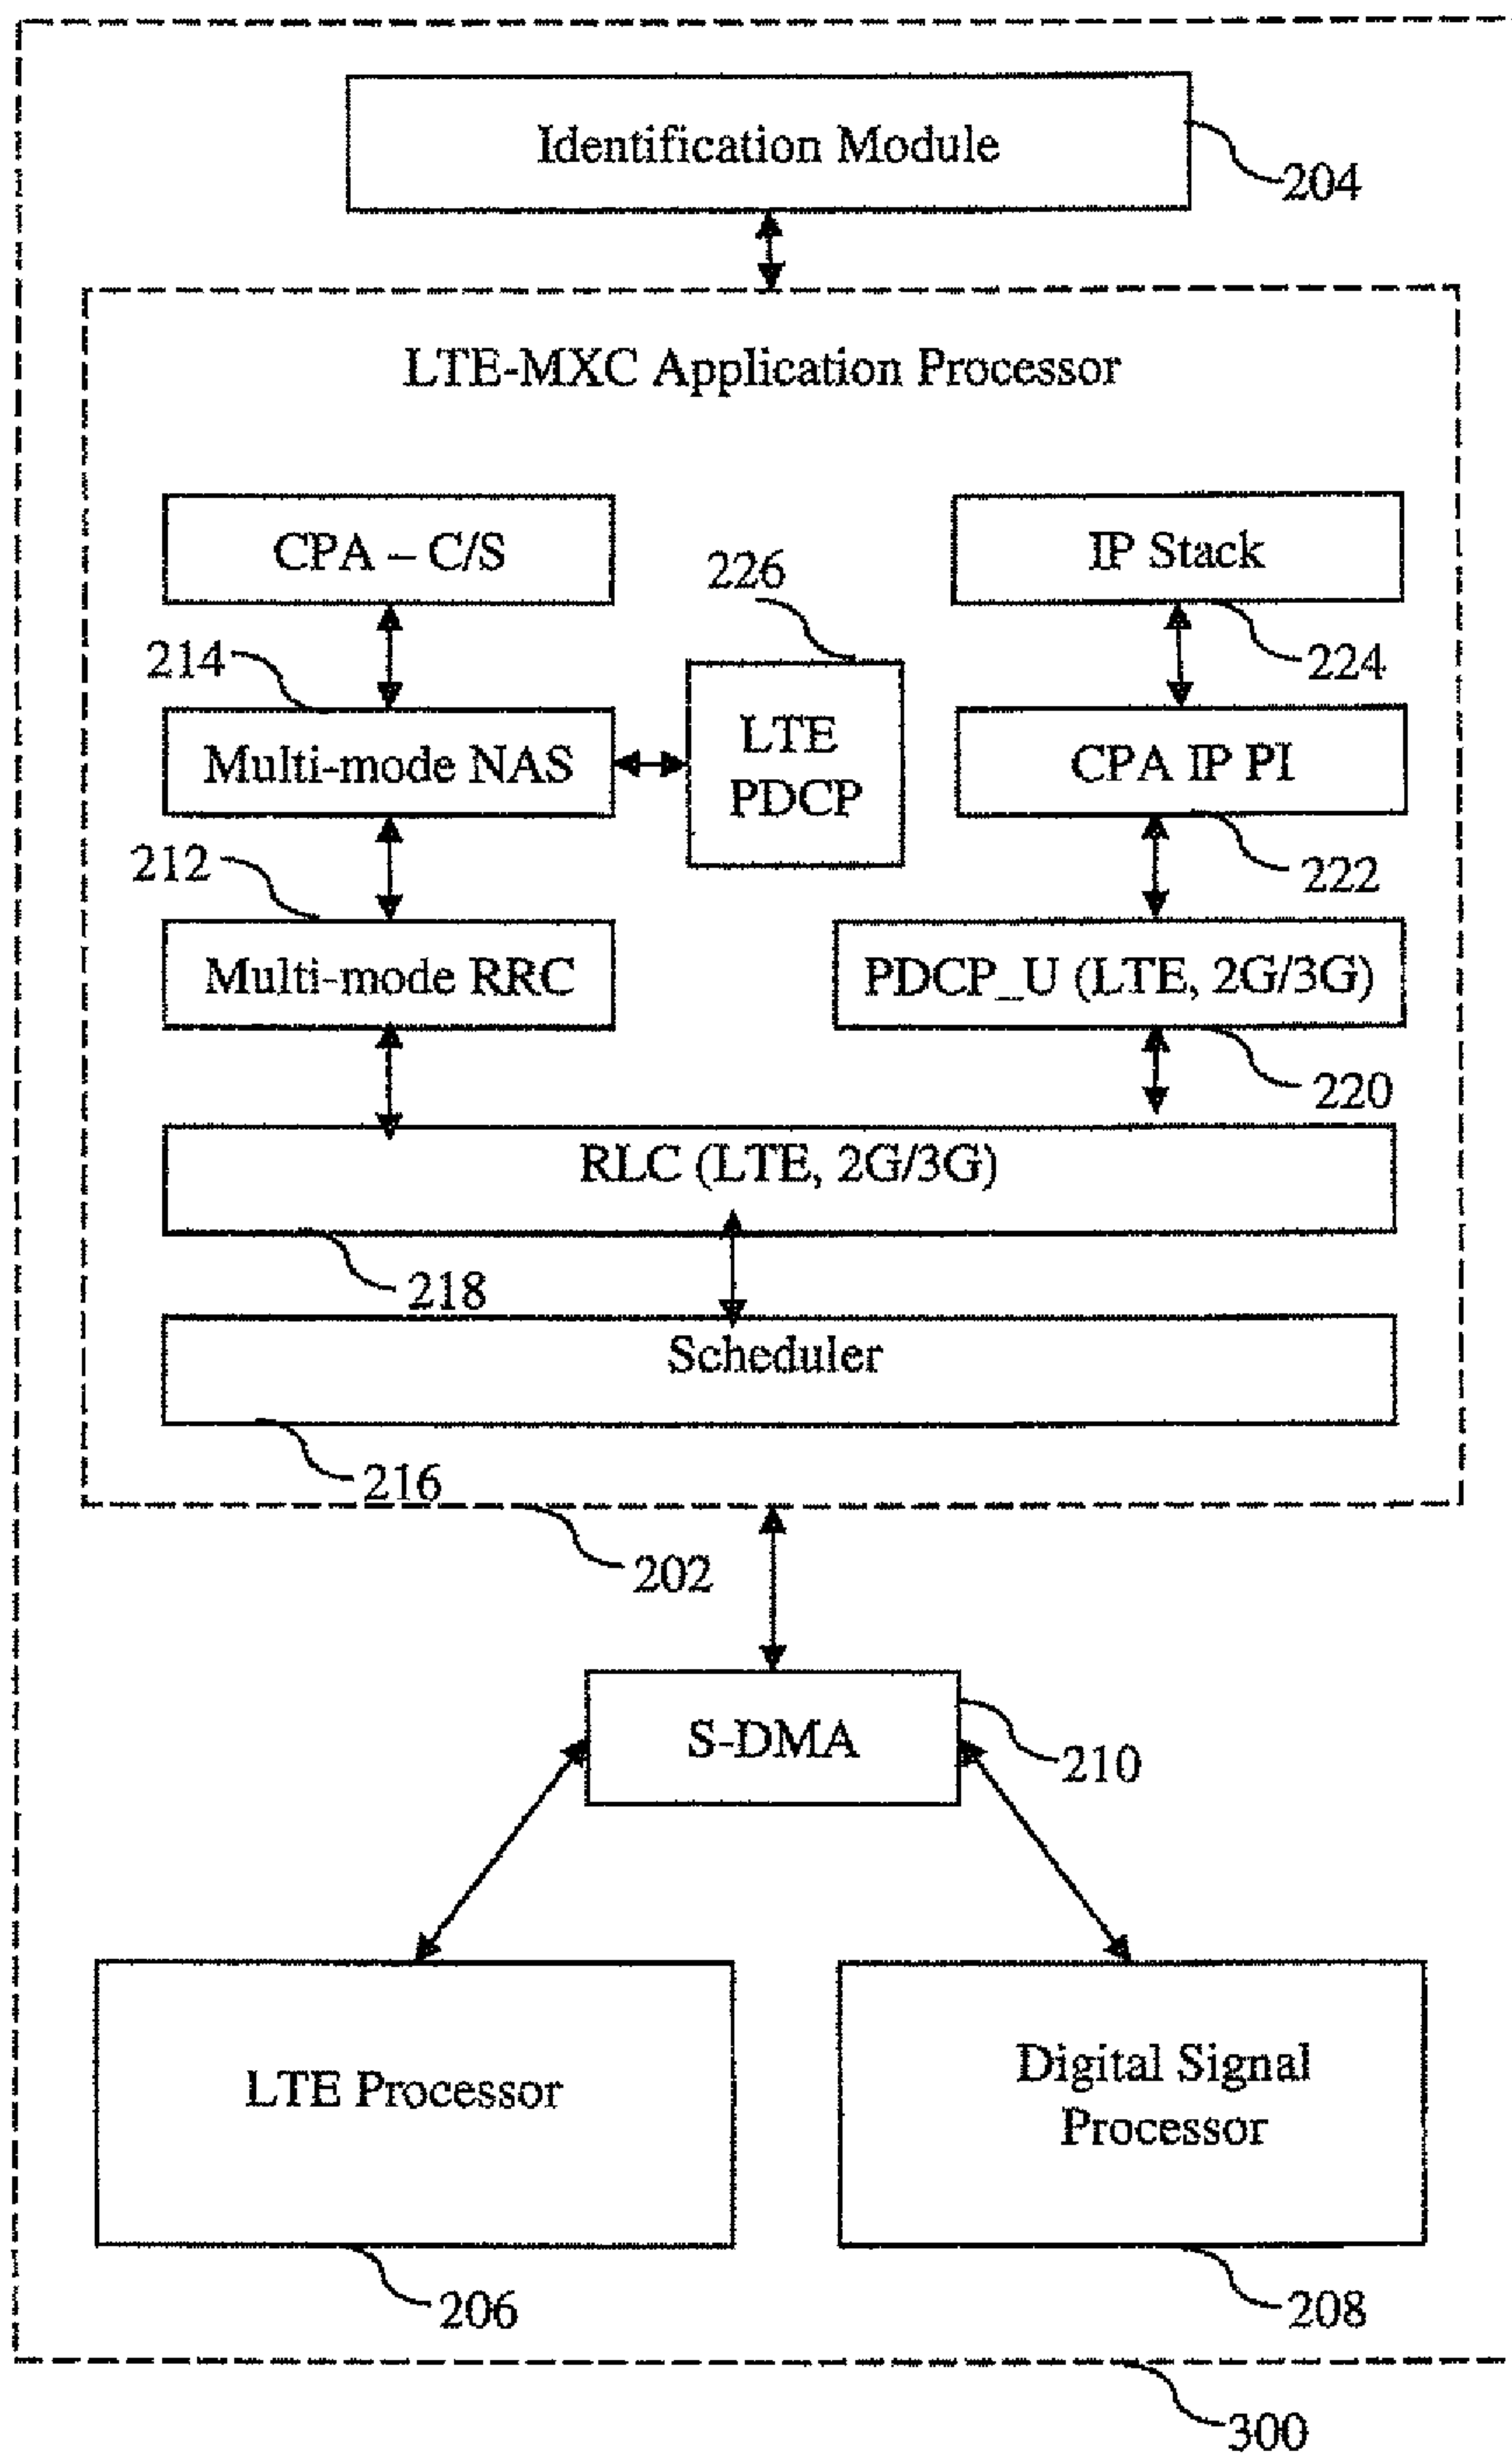 Identification Module
204
LTE-MXC Application Processor
CPA – C/S
IP Stack
226
214
224
LTE
PDCP
Multi-mode NAS
CPA IP PI
212
222
Multi-mode RRC
PDCP_U (LTE, 2G/3G)
220
RLC (LTE, 2G/3G)
218
Scheduler
216
202
S-DMA
210
LTE Processor
Digital Signal
Processor
206
208
300